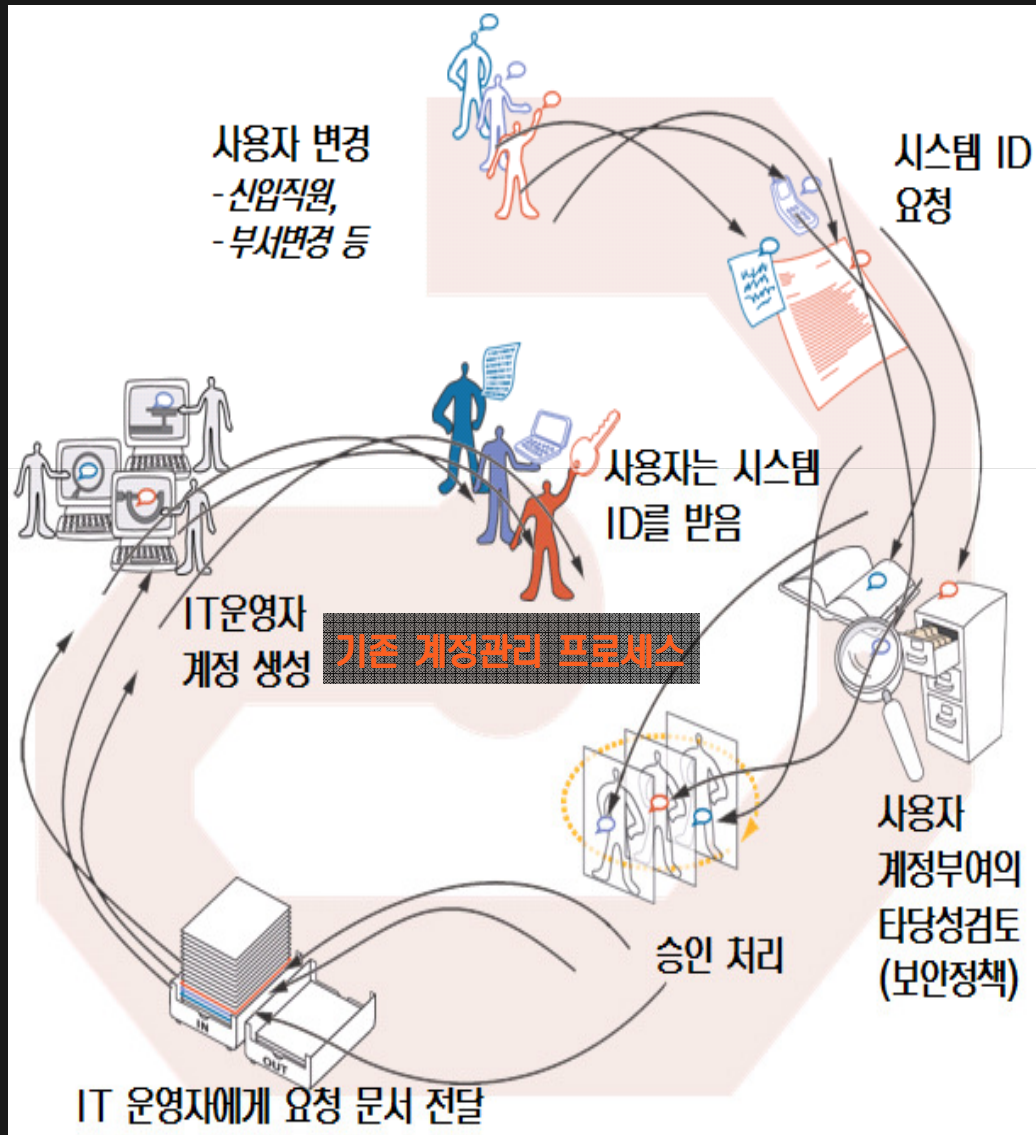 사용자 변경
- 신입직원,
- 부서변경 등
시스템 ID
요청
사용자는 시스템
ID를 받음
IT운영자
계정 생성
기존 계정관리 프로세스
사용자
계정부여의
타당성검토
(보안정책)
승인 처리
IN
OUT
IT 운영자에게 요청 문서 전달